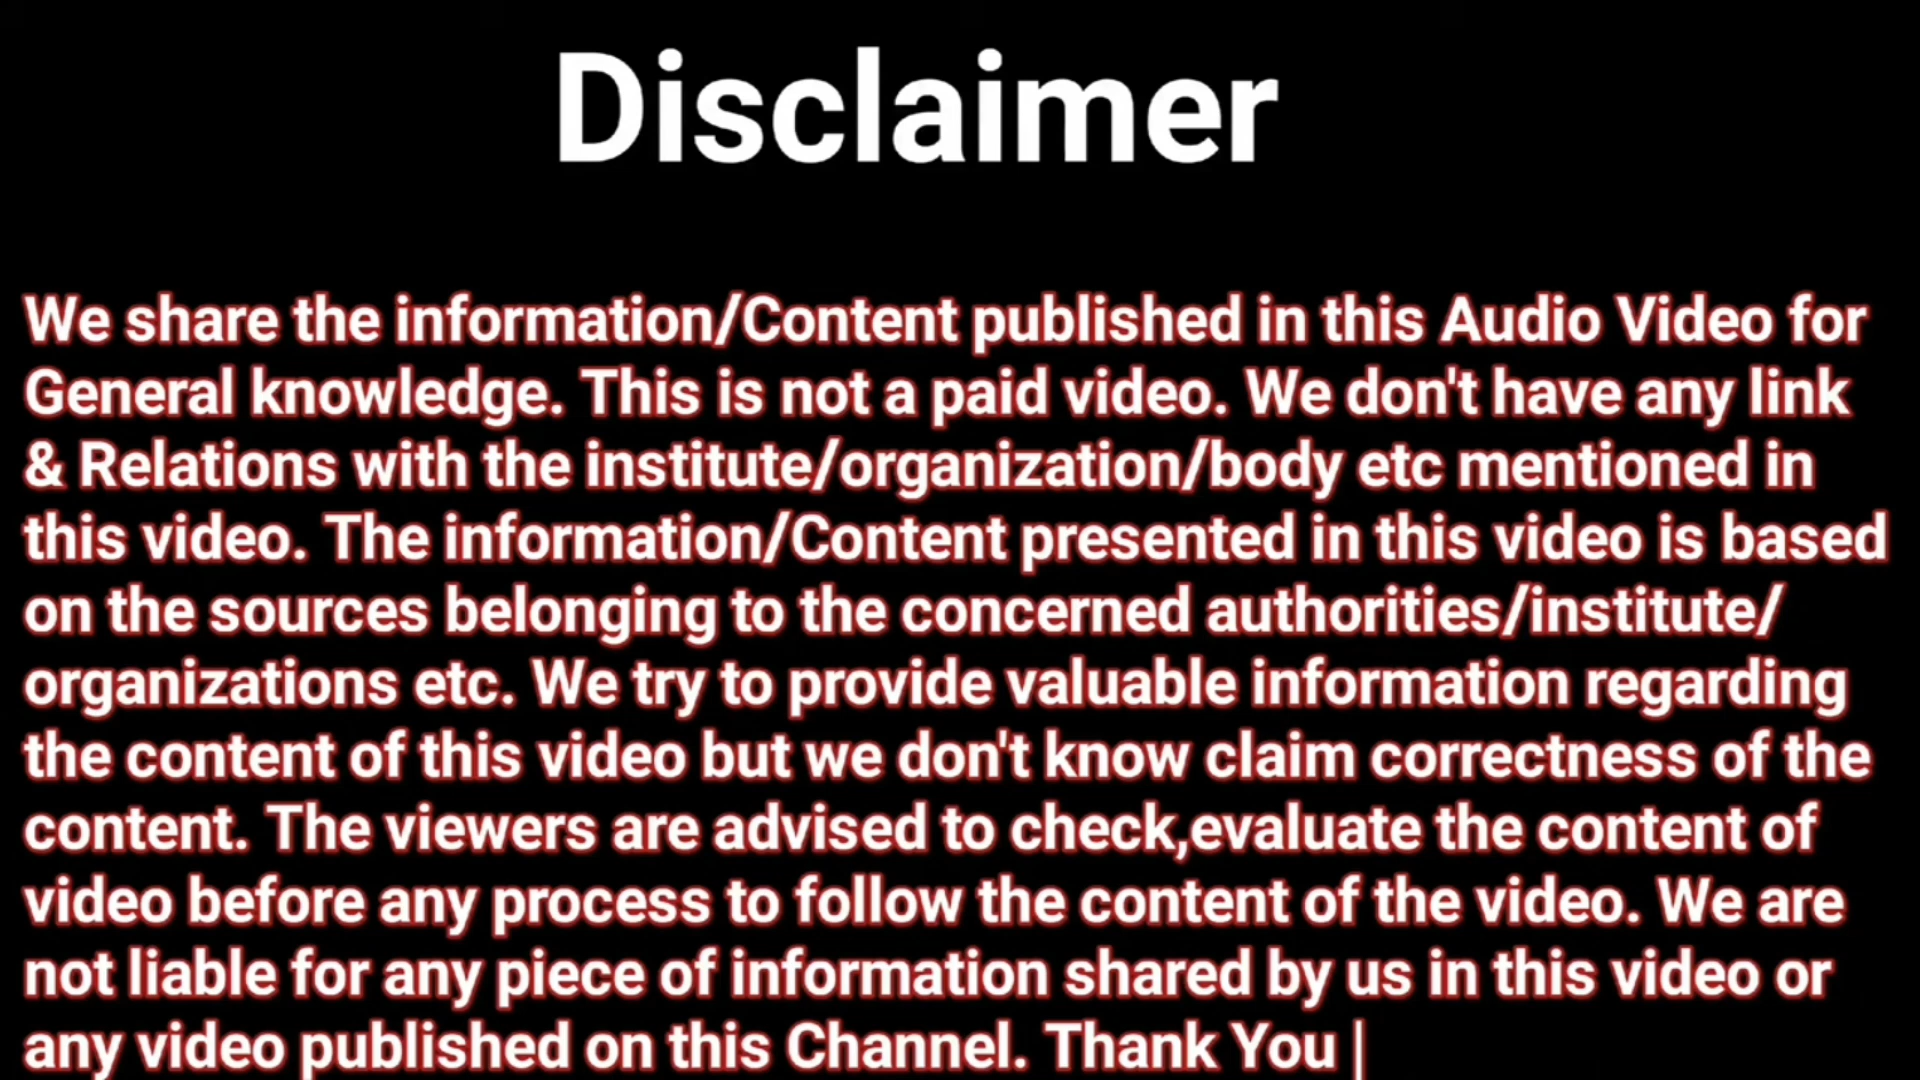 Disclaimer
We share the information/Content published in this Audio Video for
General knowledge. This is not a paid video. We don't have any link
& Relations with the institute/organization/body etc mentioned in
this video. The information/Content presented in this video is based
on the sources belonging to the concerned authorities/institute/
organizations etc. We try to provide valuable information regarding
the content of this video but we don't know claim correctness of the
content. The viewers are advised to check,evaluate the content of
video before any process to follow the content of the video. We are
not liable for any piece of information shared by us in this video or
any video published on this Channel. Thank You |